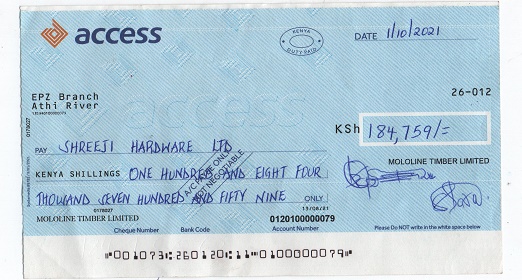 access
KENYA
DUTY PAID
DATE 1/10/2021
EPZ Branch
Athi River
26-012
KSh 184,759/=
PAY SHREEJI HARDWARE LTD
MOLOLINE TIMBER LIMITED
KENYA SHILLINGS ONE HUNDRED AND EIGHT FOUR
A/C PAYEE ONLY
NOT NEGOTIABLE
THOUSAND SEVEN HUNDRED AND FIFTY NINE ONLY
MOLOLINE TIMBER LIMITED
0120100000079
Cheque Number Bank Code Account Number
Please Do NOT write in the white space below
"001073:260120:11"0100000079"